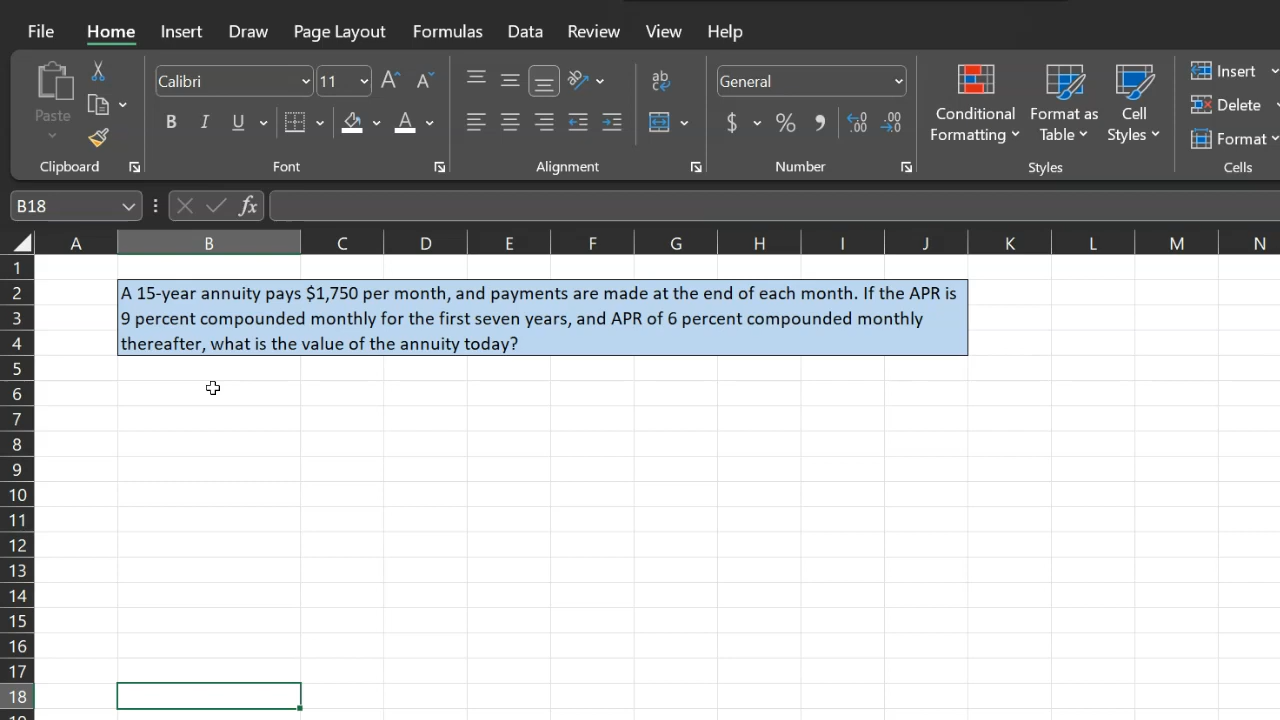 File Home Insert Draw Page Layout Formulas Data Review View Help
Paste
Calibri 11
B I U A
ab
General
$ % 9 .00 .00
Conditional Formatting
Format as Table
Cell Styles
Insert
Delete
Format
Clipboard Font Alignment Number Styles Cells
B18 fx
A B C D E F G H I J K L M N
1
2 A 15-year annuity pays $1,750 per month, and payments are made at the end of each month. If the APR is
3 9 percent compounded monthly for the first seven years, and APR of 6 percent compounded monthly
4 thereafter, what is the value of the annuity today?
5
6
7
8
9
10
11
12
13
14
15
16
17
18